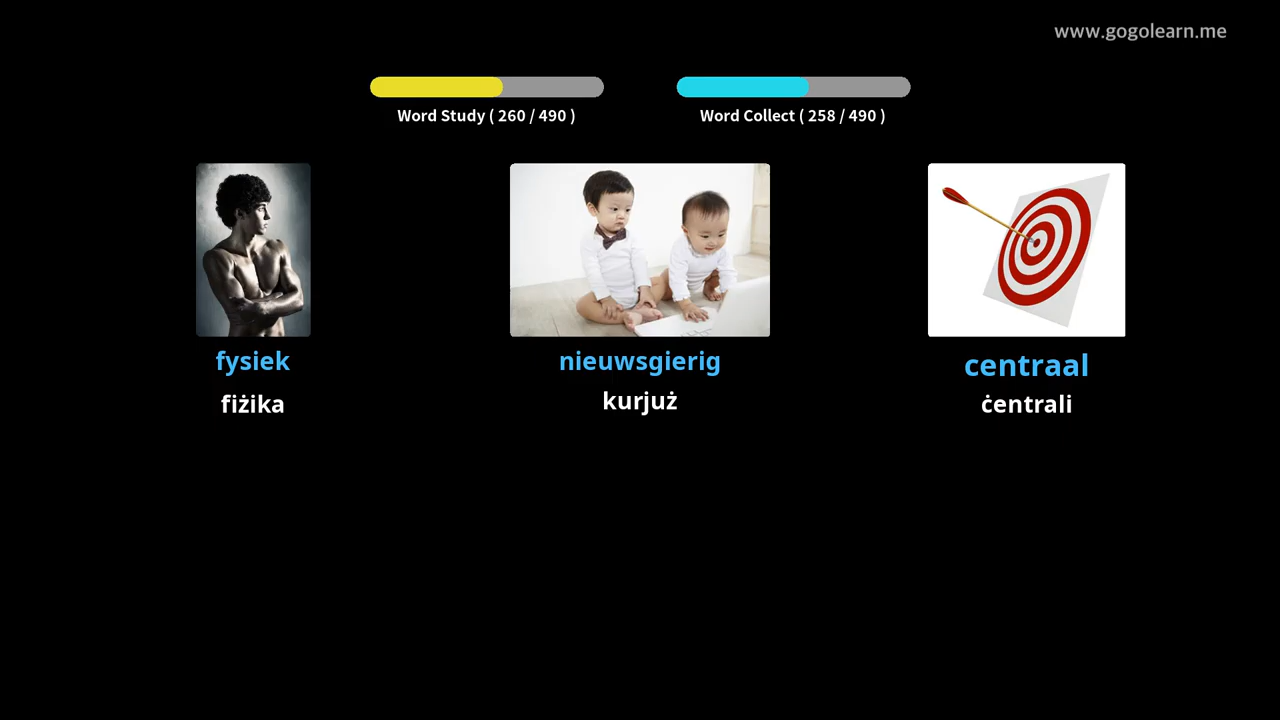 www.gogolearn.me
Word Study ( 260 / 490 )
Word Collect ( 258 / 490 )
fysiek
fiżika
nieuwsgierig
kurjuż
centraal
ċentrali